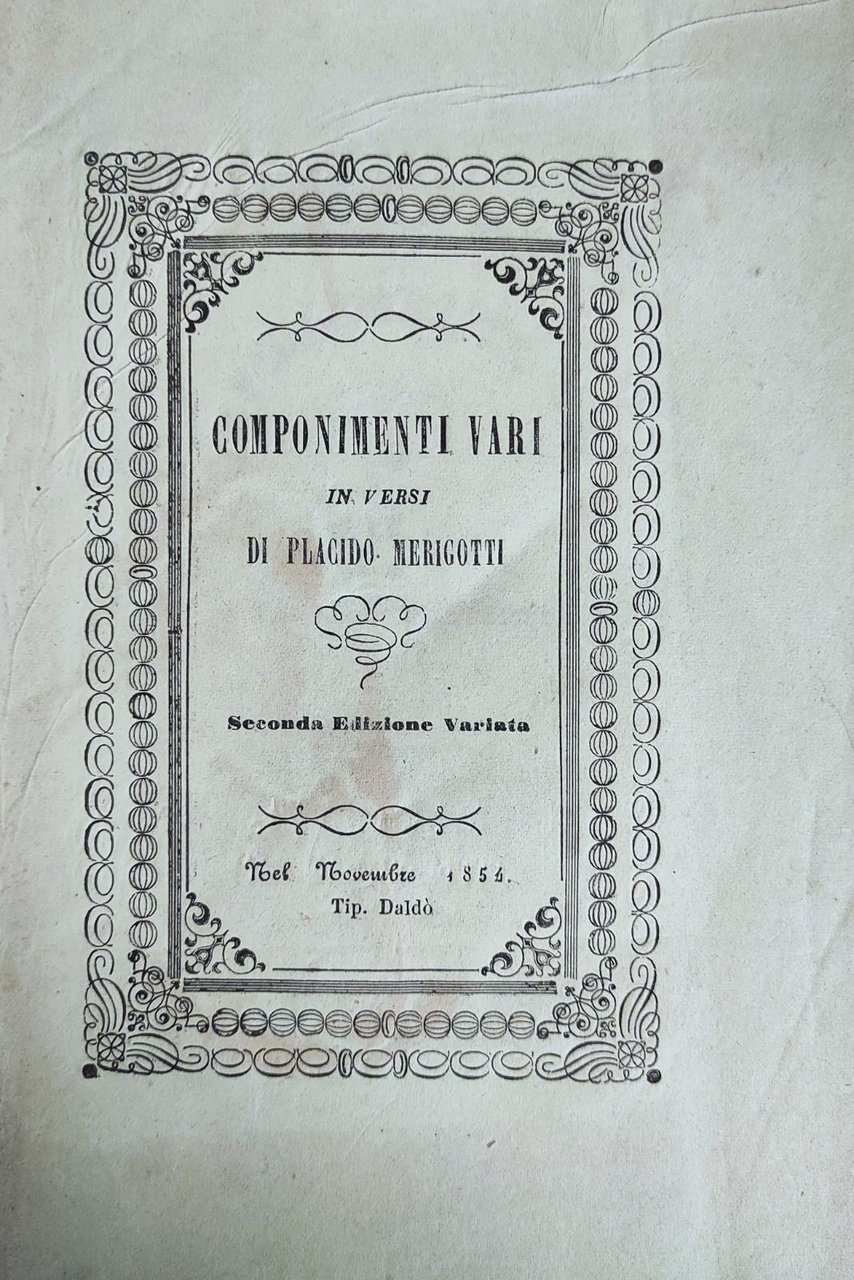 COMPONIMENTI VARI
IN VERSI
DI PLACIDO MERIGOTTI
Seconda Edizione Variata
Nel Novembre 1854.
Tip. Daldò